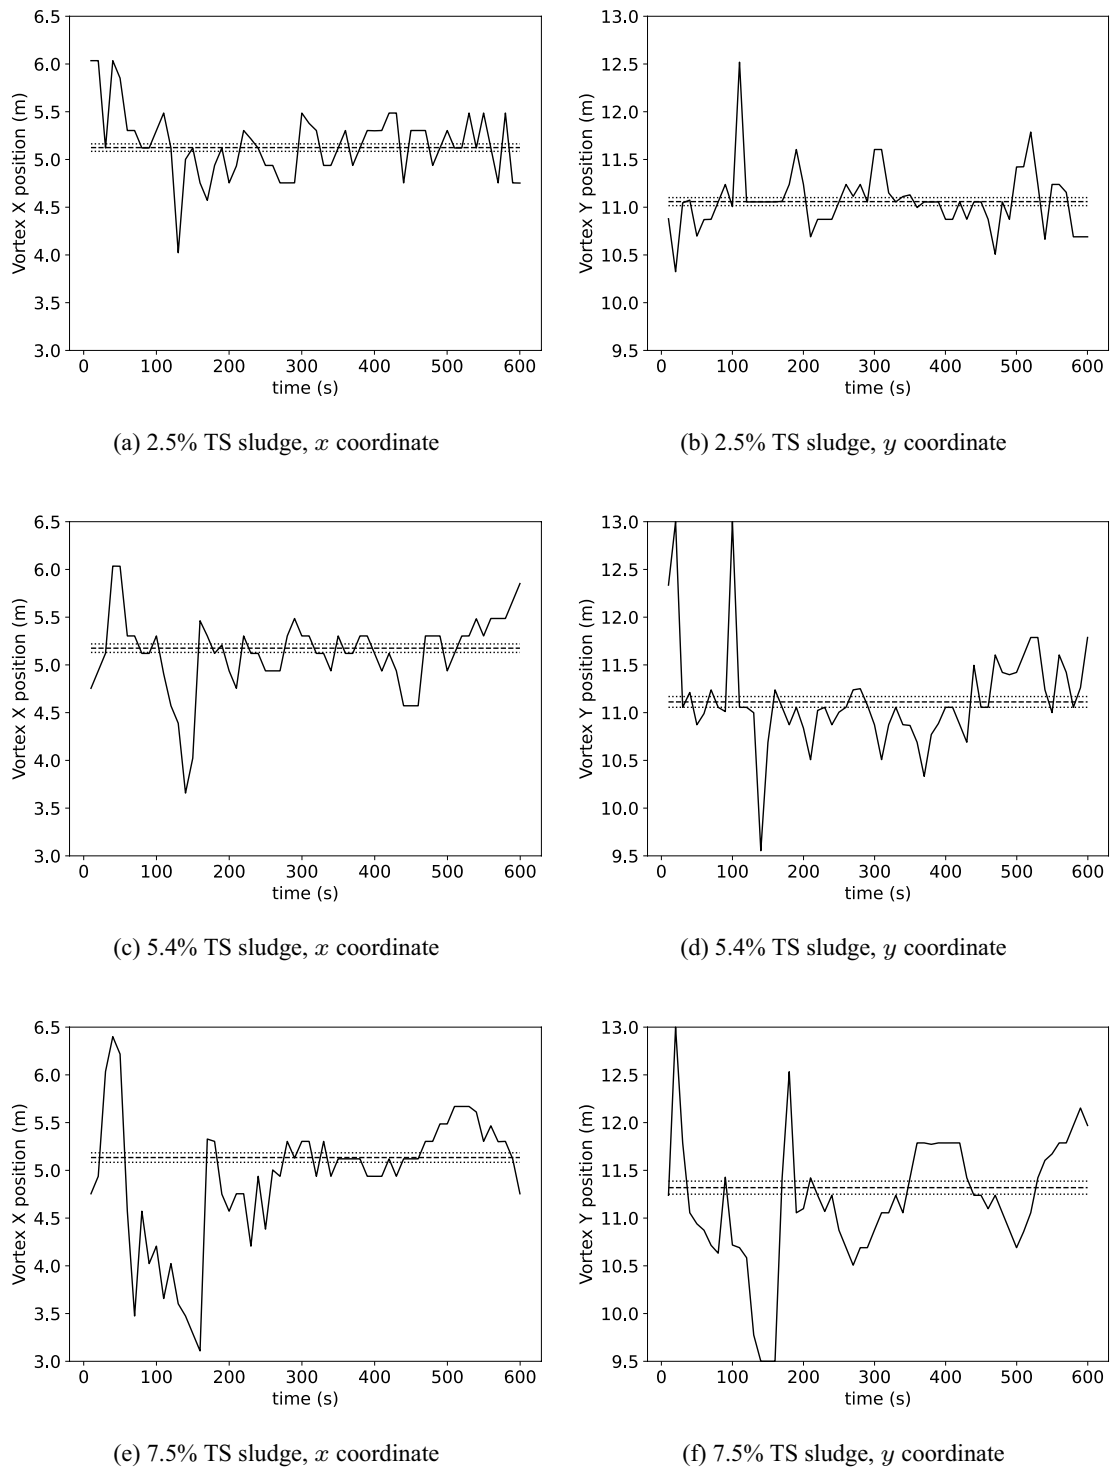 6.5
6.0
5.5
5.0
4.5
4.0
3.5
3.0
Vortex X position (m)
0 100 200 300 400 500 600
time (s)
(a) 2.5% TS sludge, x coordinate
13.0
12.5
12.0
11.5
11.0
10.5
10.0
9.5
Vortex Y position (m)
0 100 200 300 400 500 600
time (s)
(b) 2.5% TS sludge, y coordinate
6.5
6.0
5.5
5.0
4.5
4.0
3.5
3.0
Vortex X position (m)
0 100 200 300 400 500 600
time (s)
(c) 5.4% TS sludge, x coordinate
13.0
12.5
12.0
11.5
11.0
10.5
10.0
9.5
Vortex Y position (m)
0 100 200 300 400 500 600
time (s)
(d) 5.4% TS sludge, y coordinate
6.5
6.0
5.5
5.0
4.5
4.0
3.5
3.0
Vortex X position (m)
0 100 200 300 400 500 600
time (s)
(e) 7.5% TS sludge, x coordinate
13.0
12.5
12.0
11.5
11.0
10.5
10.0
9.5
Vortex Y position (m)
0 100 200 300 400 500 600
time (s)
(f) 7.5% TS sludge, y coordinate